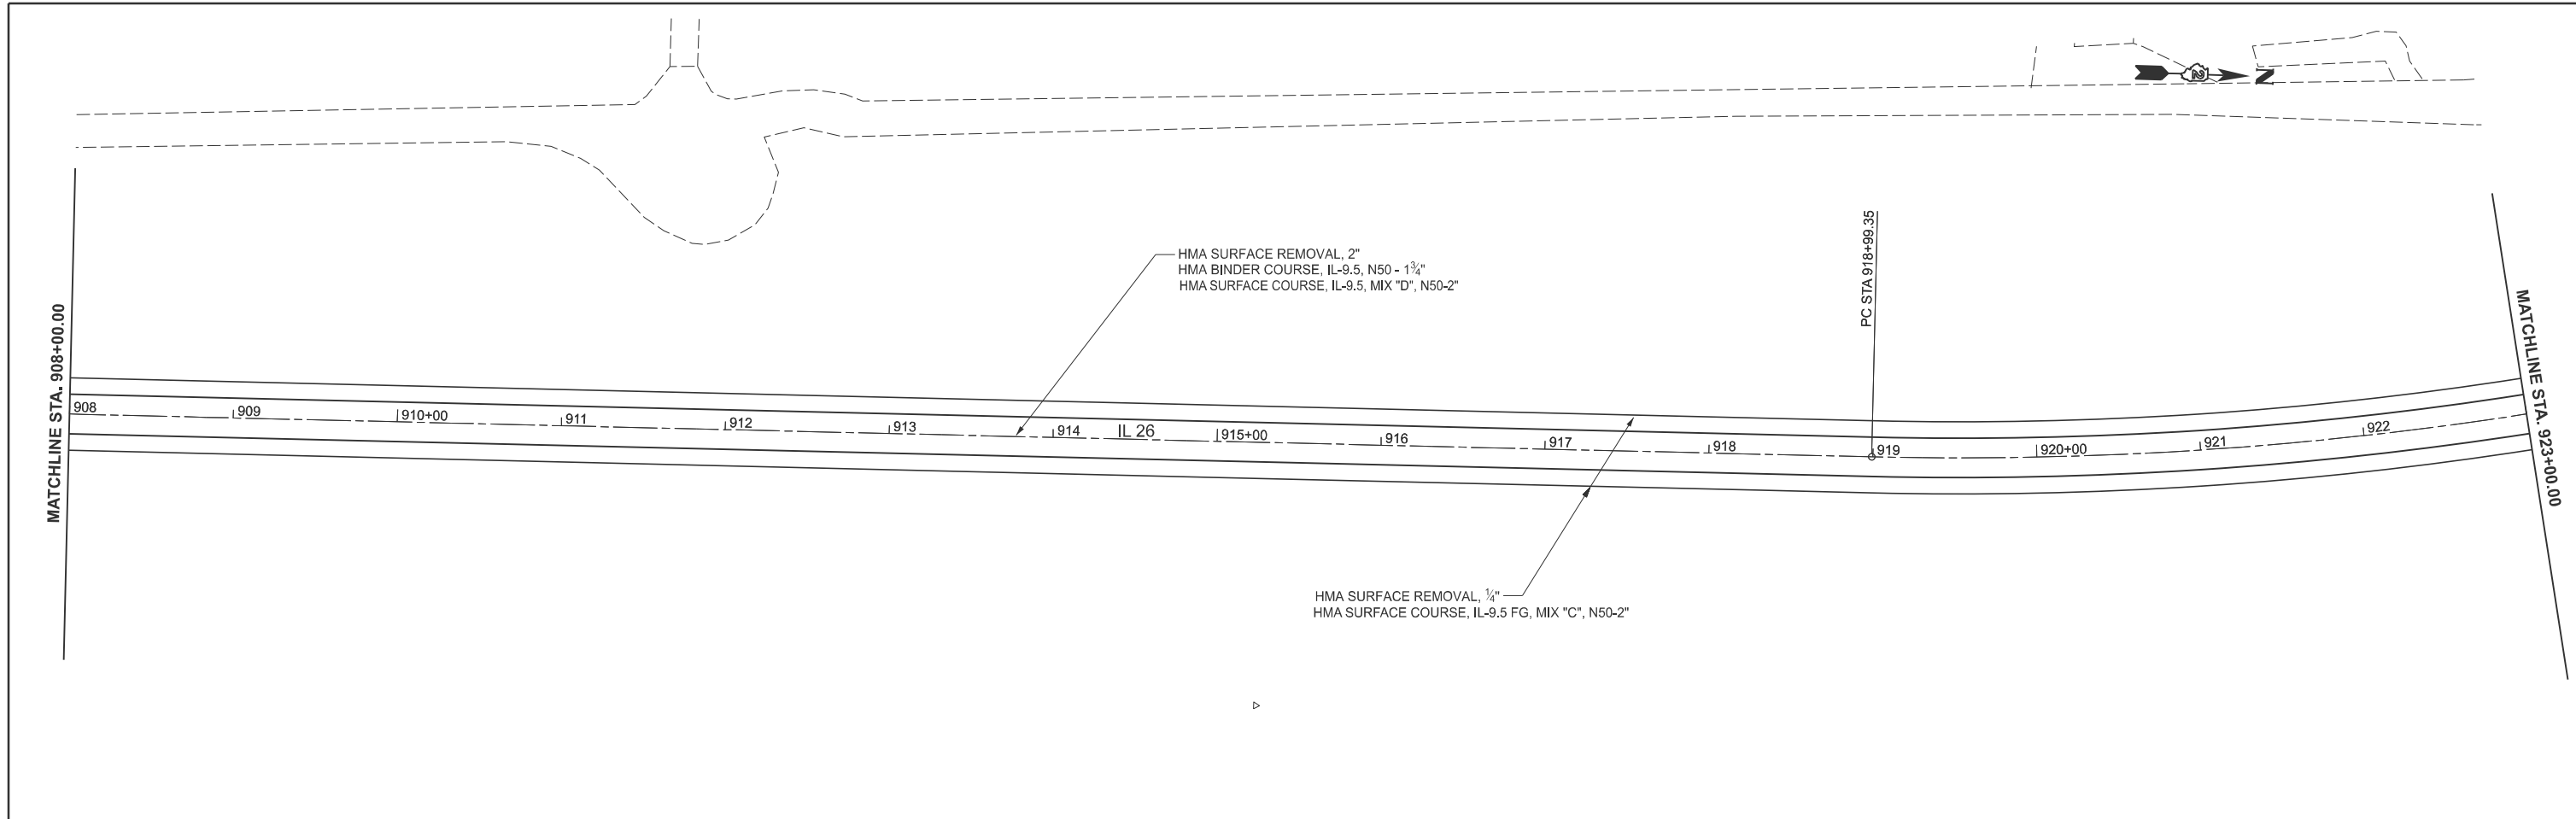 N
2
PC STA 918+99.35
HMA SURFACE REMOVAL, 2"
HMA BINDER COURSE, IL-9.5, N50 - 1¾"
HMA SURFACE COURSE, IL-9.5, MIX "D", N50-2"
MATCHLINE STA. 908+00.00
MATCHLINE STA. 923+00.00
908
909
910+00
911
912
913
914
IL 26
915+00
916
917
918
919
920+00
921
922
HMA SURFACE REMOVAL, ¼"
HMA SURFACE COURSE, IL-9.5 FG, MIX "C", N50-2"